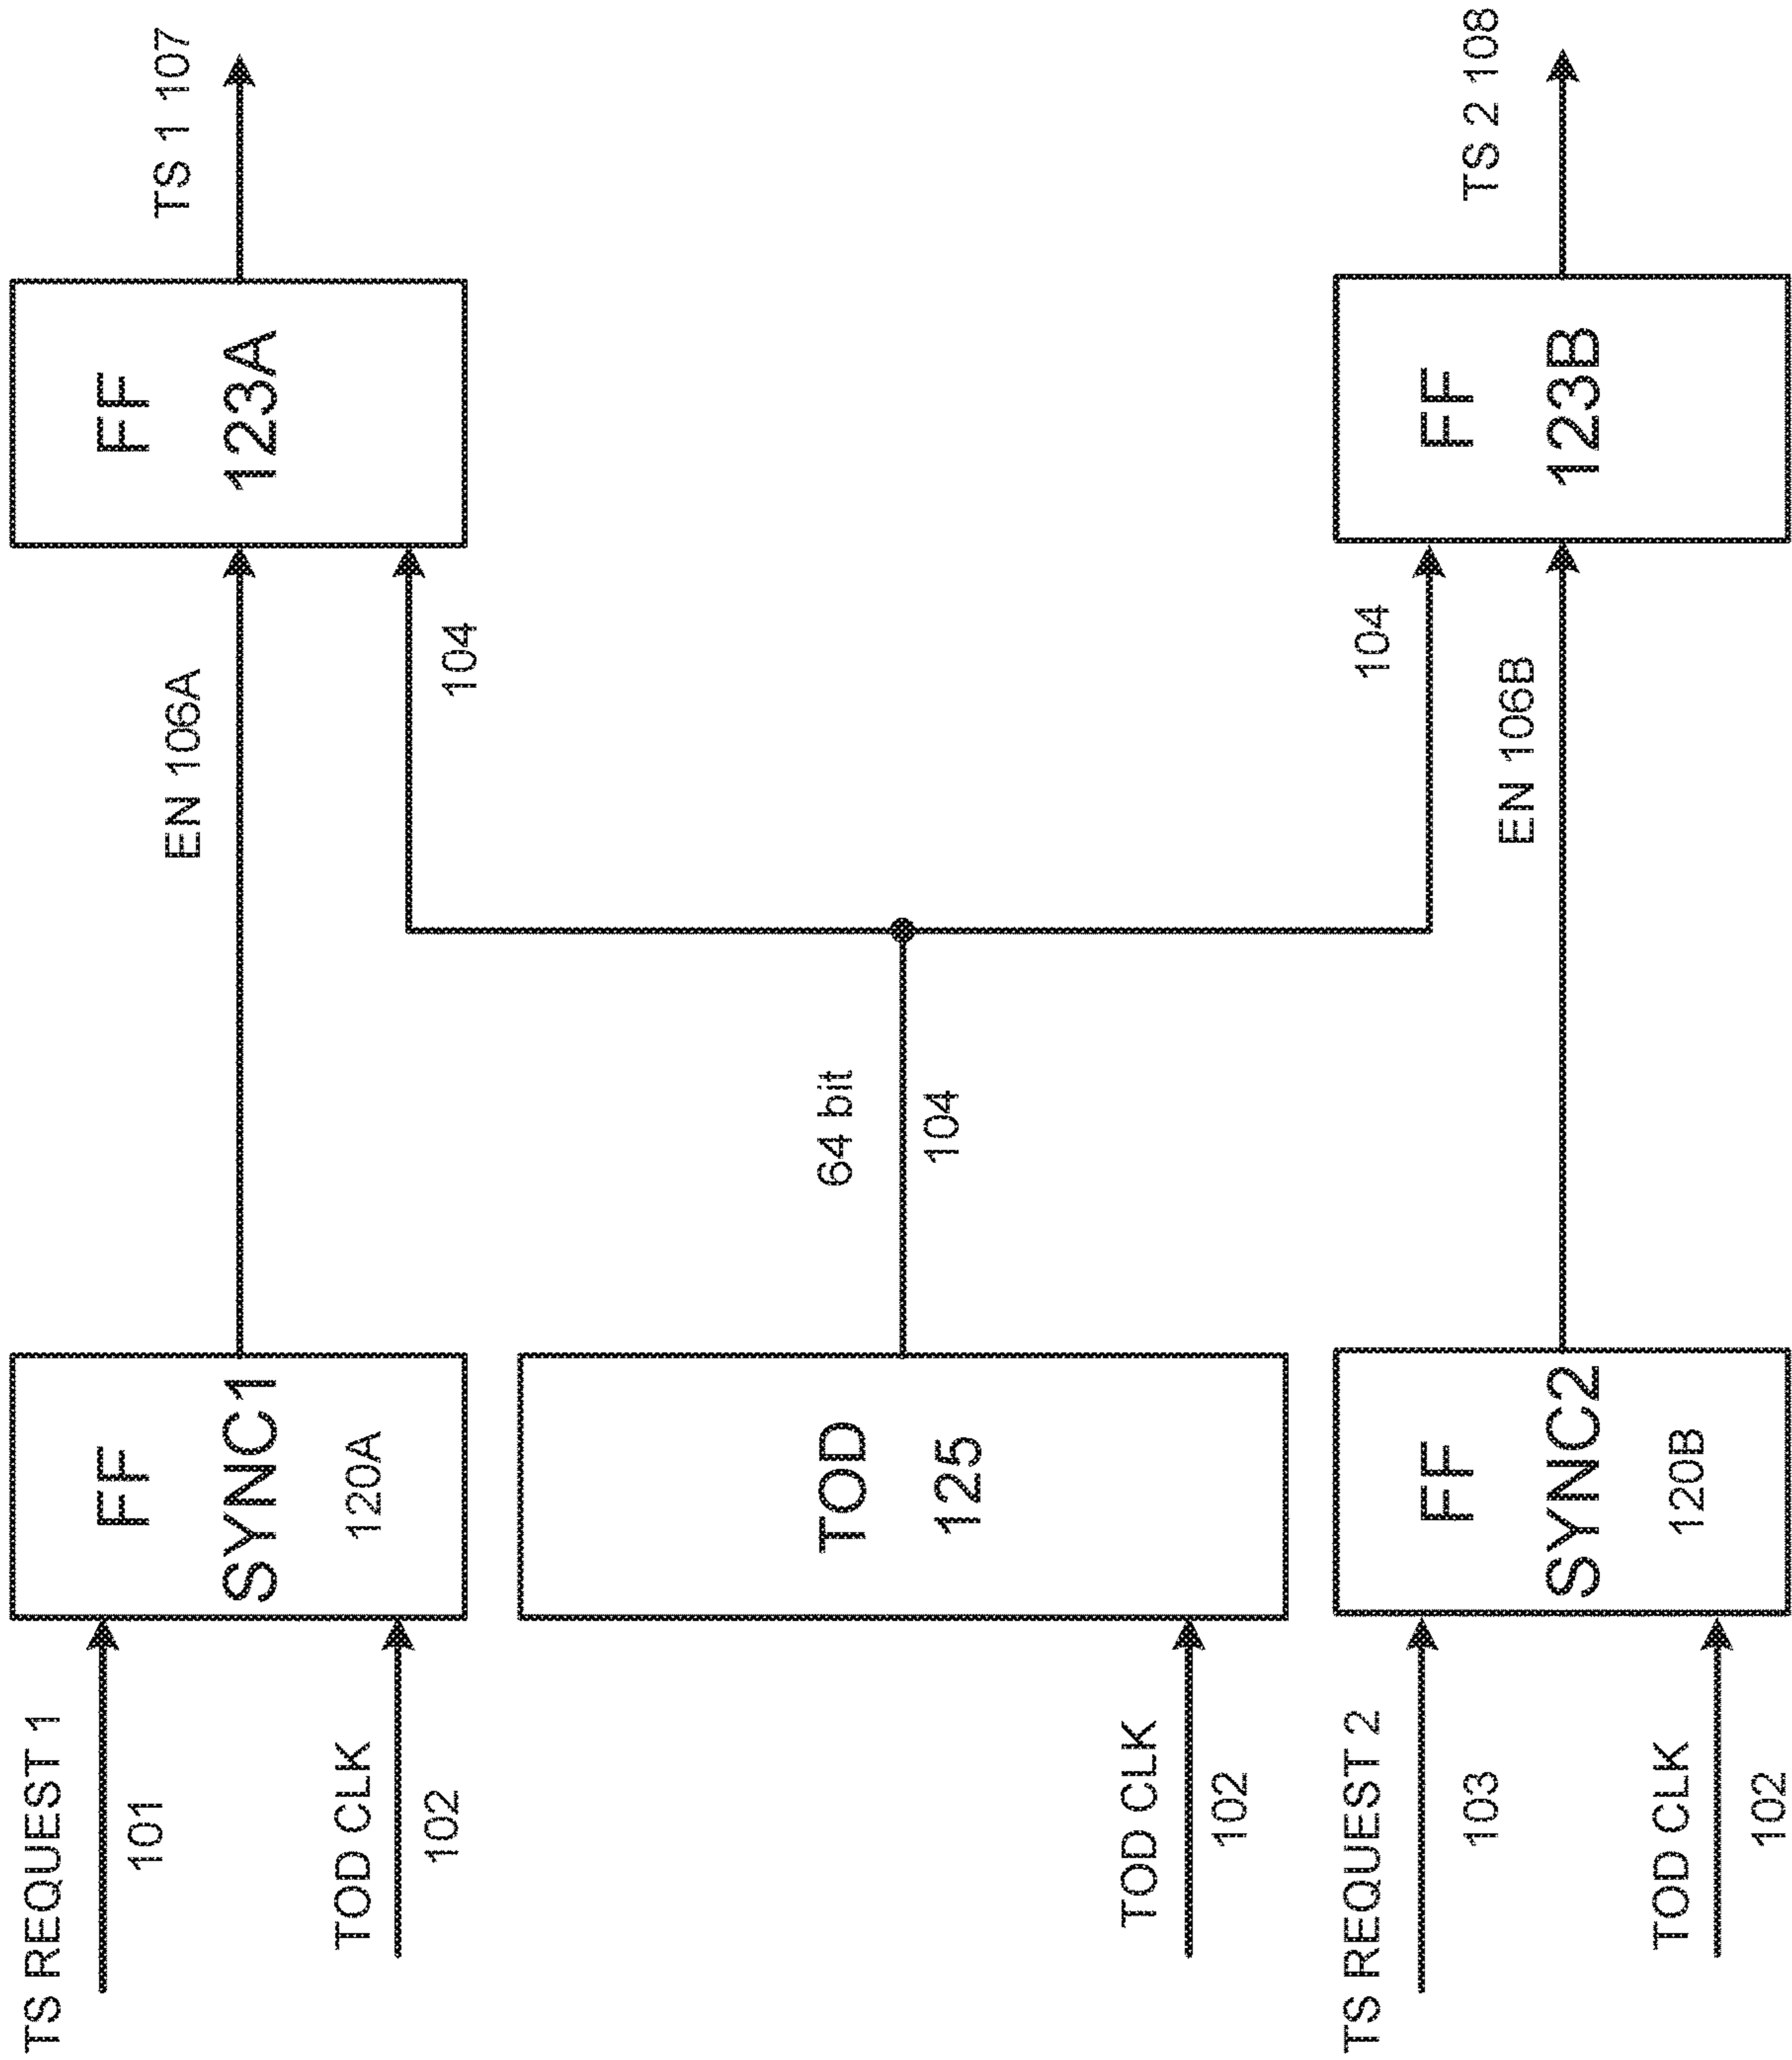 TS REQUEST 1
101
TOD CLK
102
FF
SYNC1
120A
EN 106A
104
FF
123A
TS 1 107
TOD CLK
102
TOD
125
64 bit
104
TS REQUEST 2
103
TOD CLK
102
FF
SYNC2
120B
104
EN 106B
FF
123B
TS 2 108